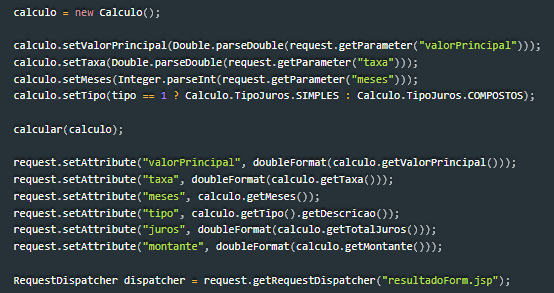 calculo = new Calculo();
calculo.setValorPrincipal(Double.parseDouble(request.getParameter("valorPrincipal")));
calculo.setTaxa(Double.parseDouble(request.getParameter("taxa")));
calculo.setMeses(Integer.parseInt(request.getParameter("meses")));
calculo.setTipo(tipo == 1 ? Calculo.TipoJuros.SIMPLES : Calculo.TipoJuros.COMPOSTOS);
calcular(calculo);
request.setAttribute("valorPrincipal", doubleFormat(calculo.getValorPrincipal()));
request.setAttribute("taxa", doubleFormat(calculo.getTaxa()));
request.setAttribute("meses", calculo.getMeses());
request.setAttribute("tipo", calculo.getTipo().getDescricao());
request.setAttribute("juros", doubleFormat(calculo.getTotalJuros()));
request.setAttribute("montante", doubleFormat(calculo.getMontante()));
RequestDispatcher dispatcher = request.getRequestDispatcher("resultadoForm.jsp");